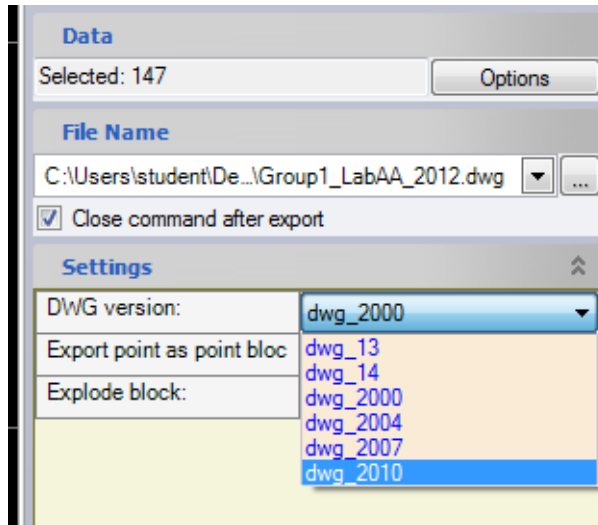 Data
Selected: 147 Options
File Name
C:\Users\student\De...\Group1_LabAA_2012.dwg ...
Close command after export
Settings
DWG version: dwg_2000
Export point as point bloc dwg_13
dwg_14
Explode block: dwg_2000
dwg_2004
dwg_2007
dwg_2010